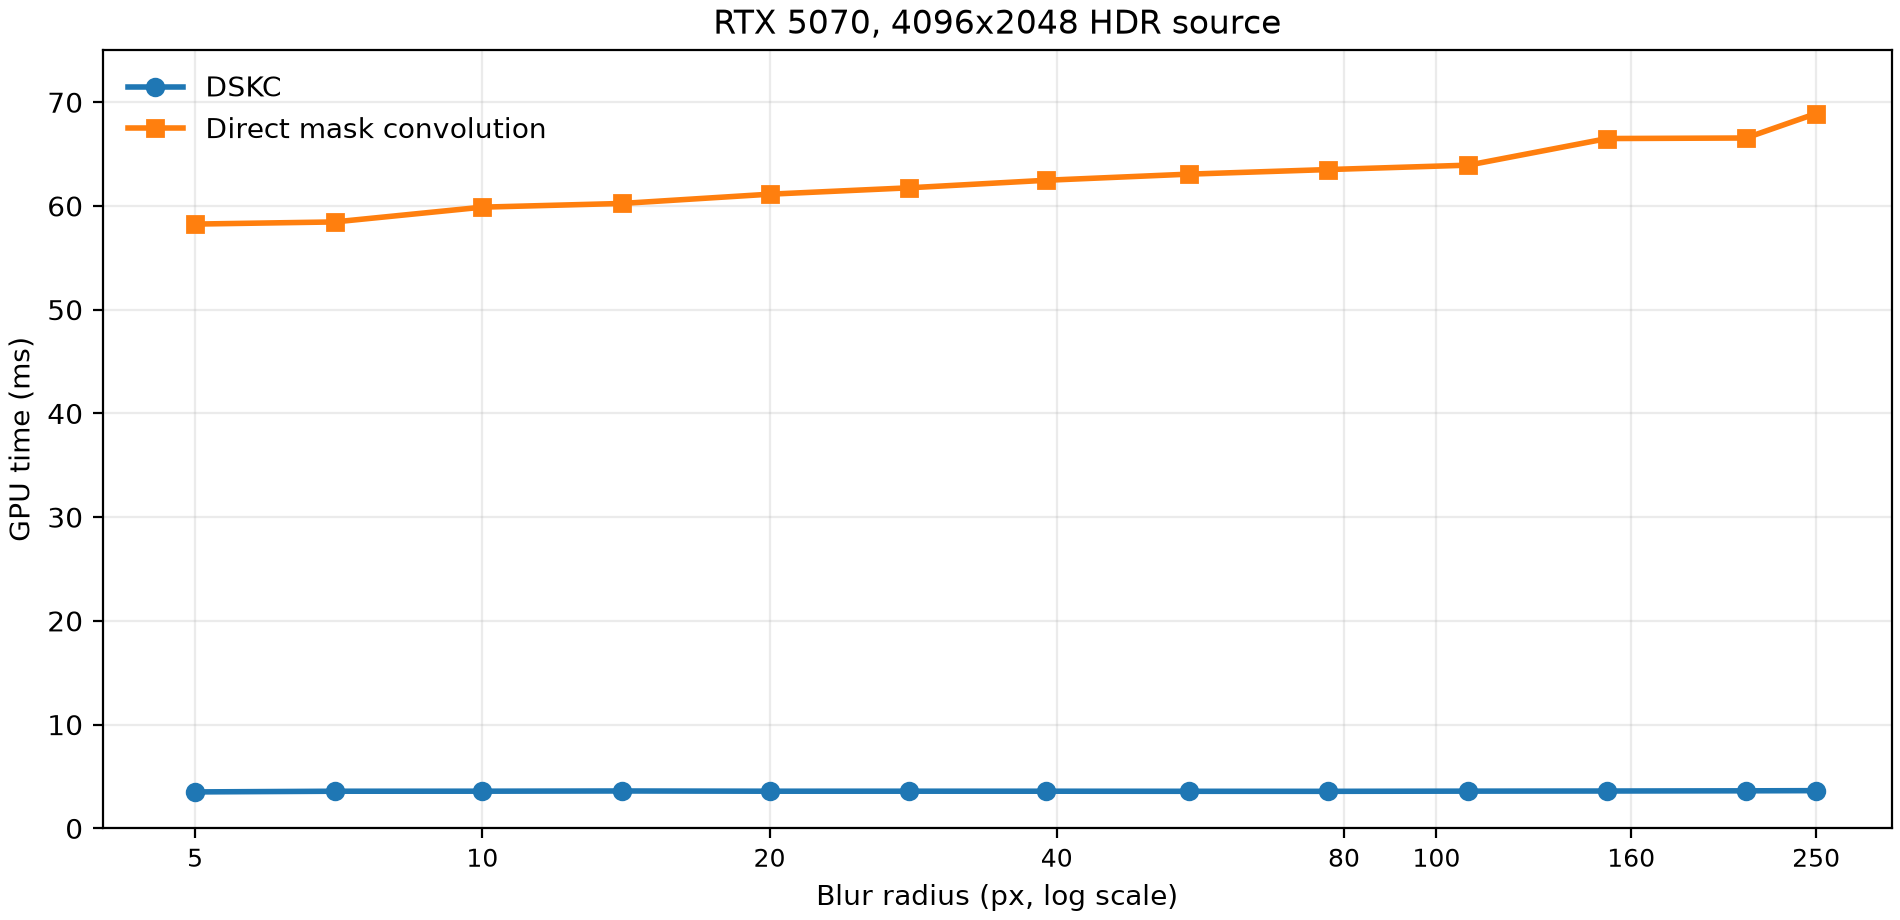 RTX 5070, 4096x2048 HDR source
DSKC
Direct mask convolution
GPU time (ms)
70
60
50
40
30
20
10
0
5 10 20 40 80 100 160 250
Blur radius (px, log scale)